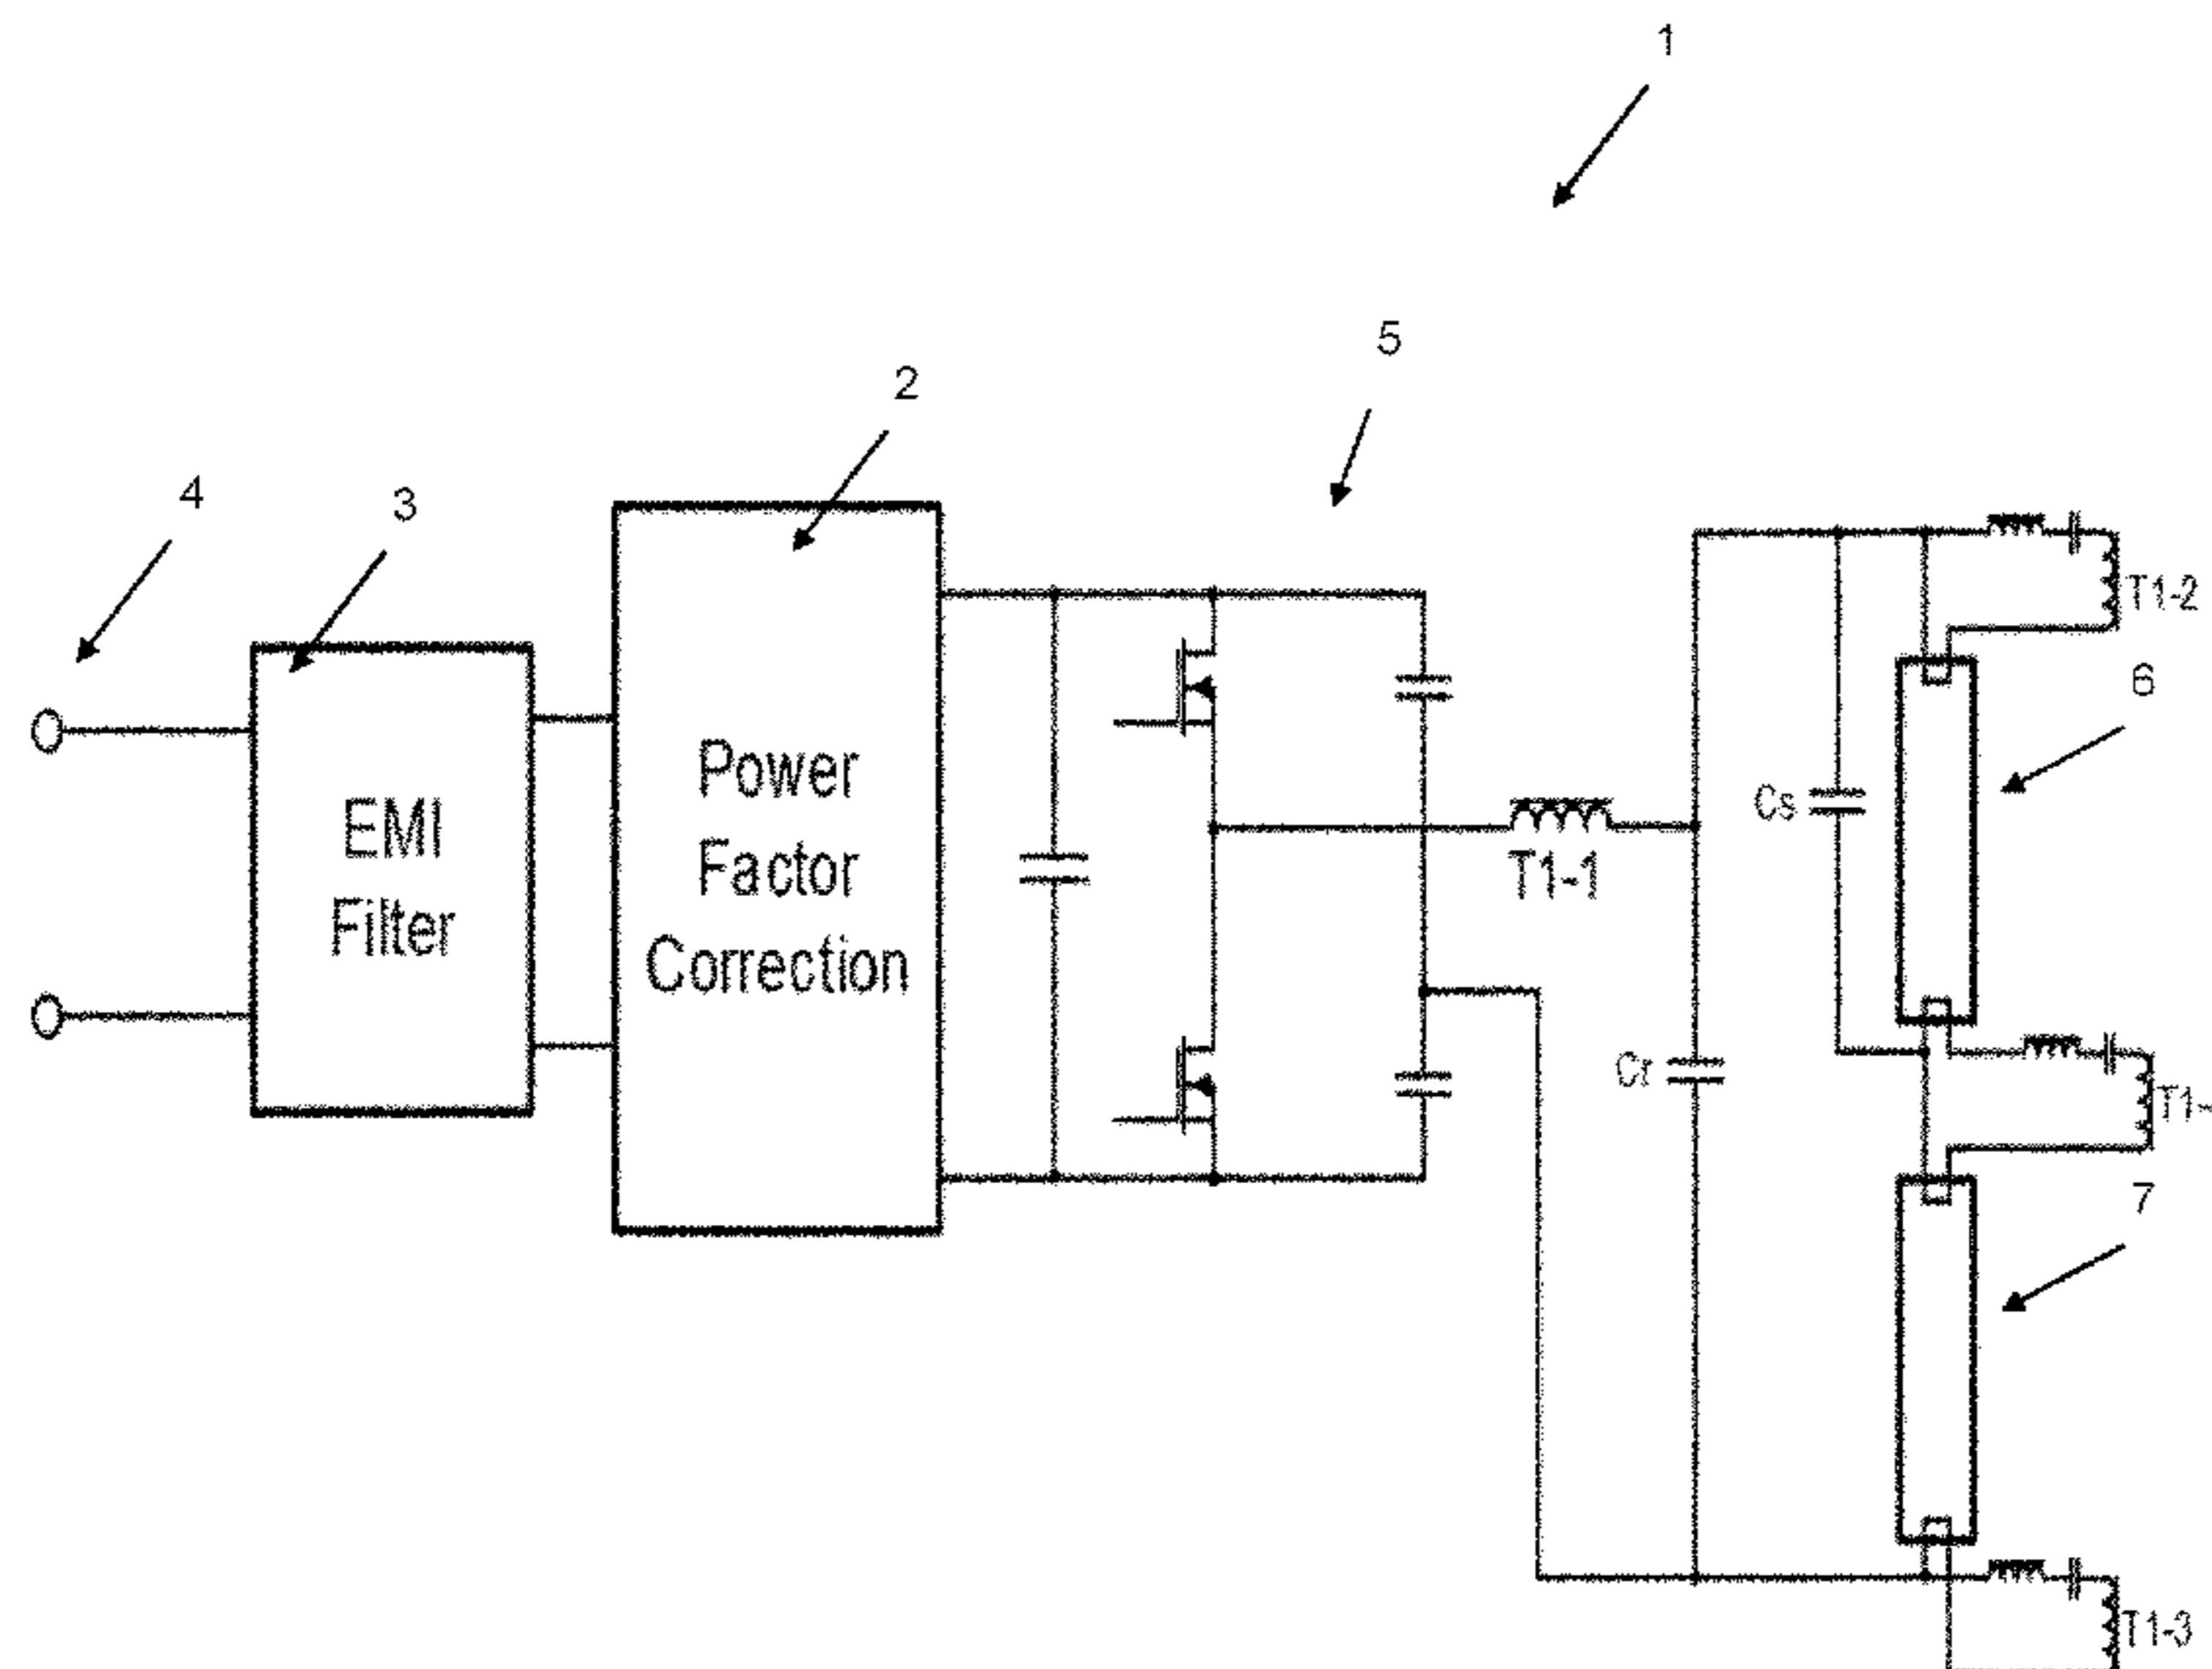 1
5
2
4
3
T1-2
6
Power
Factor
Correction
EMI
Filter
Cs
T1-1
Cr
T1-
7
T1-3